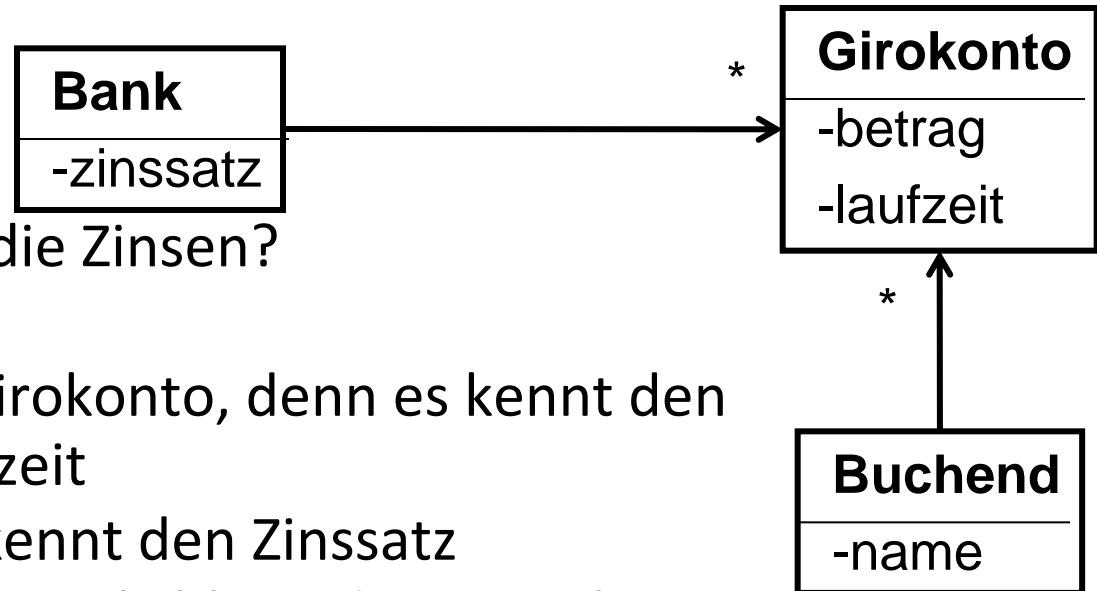 Girokonto
*
Bank
-betrag
-zinssatz
-laufzeit
die Zinsen?
*
irokonto, denn es kennt den
zeit
Buchend
kennt den Zinssatz
-name